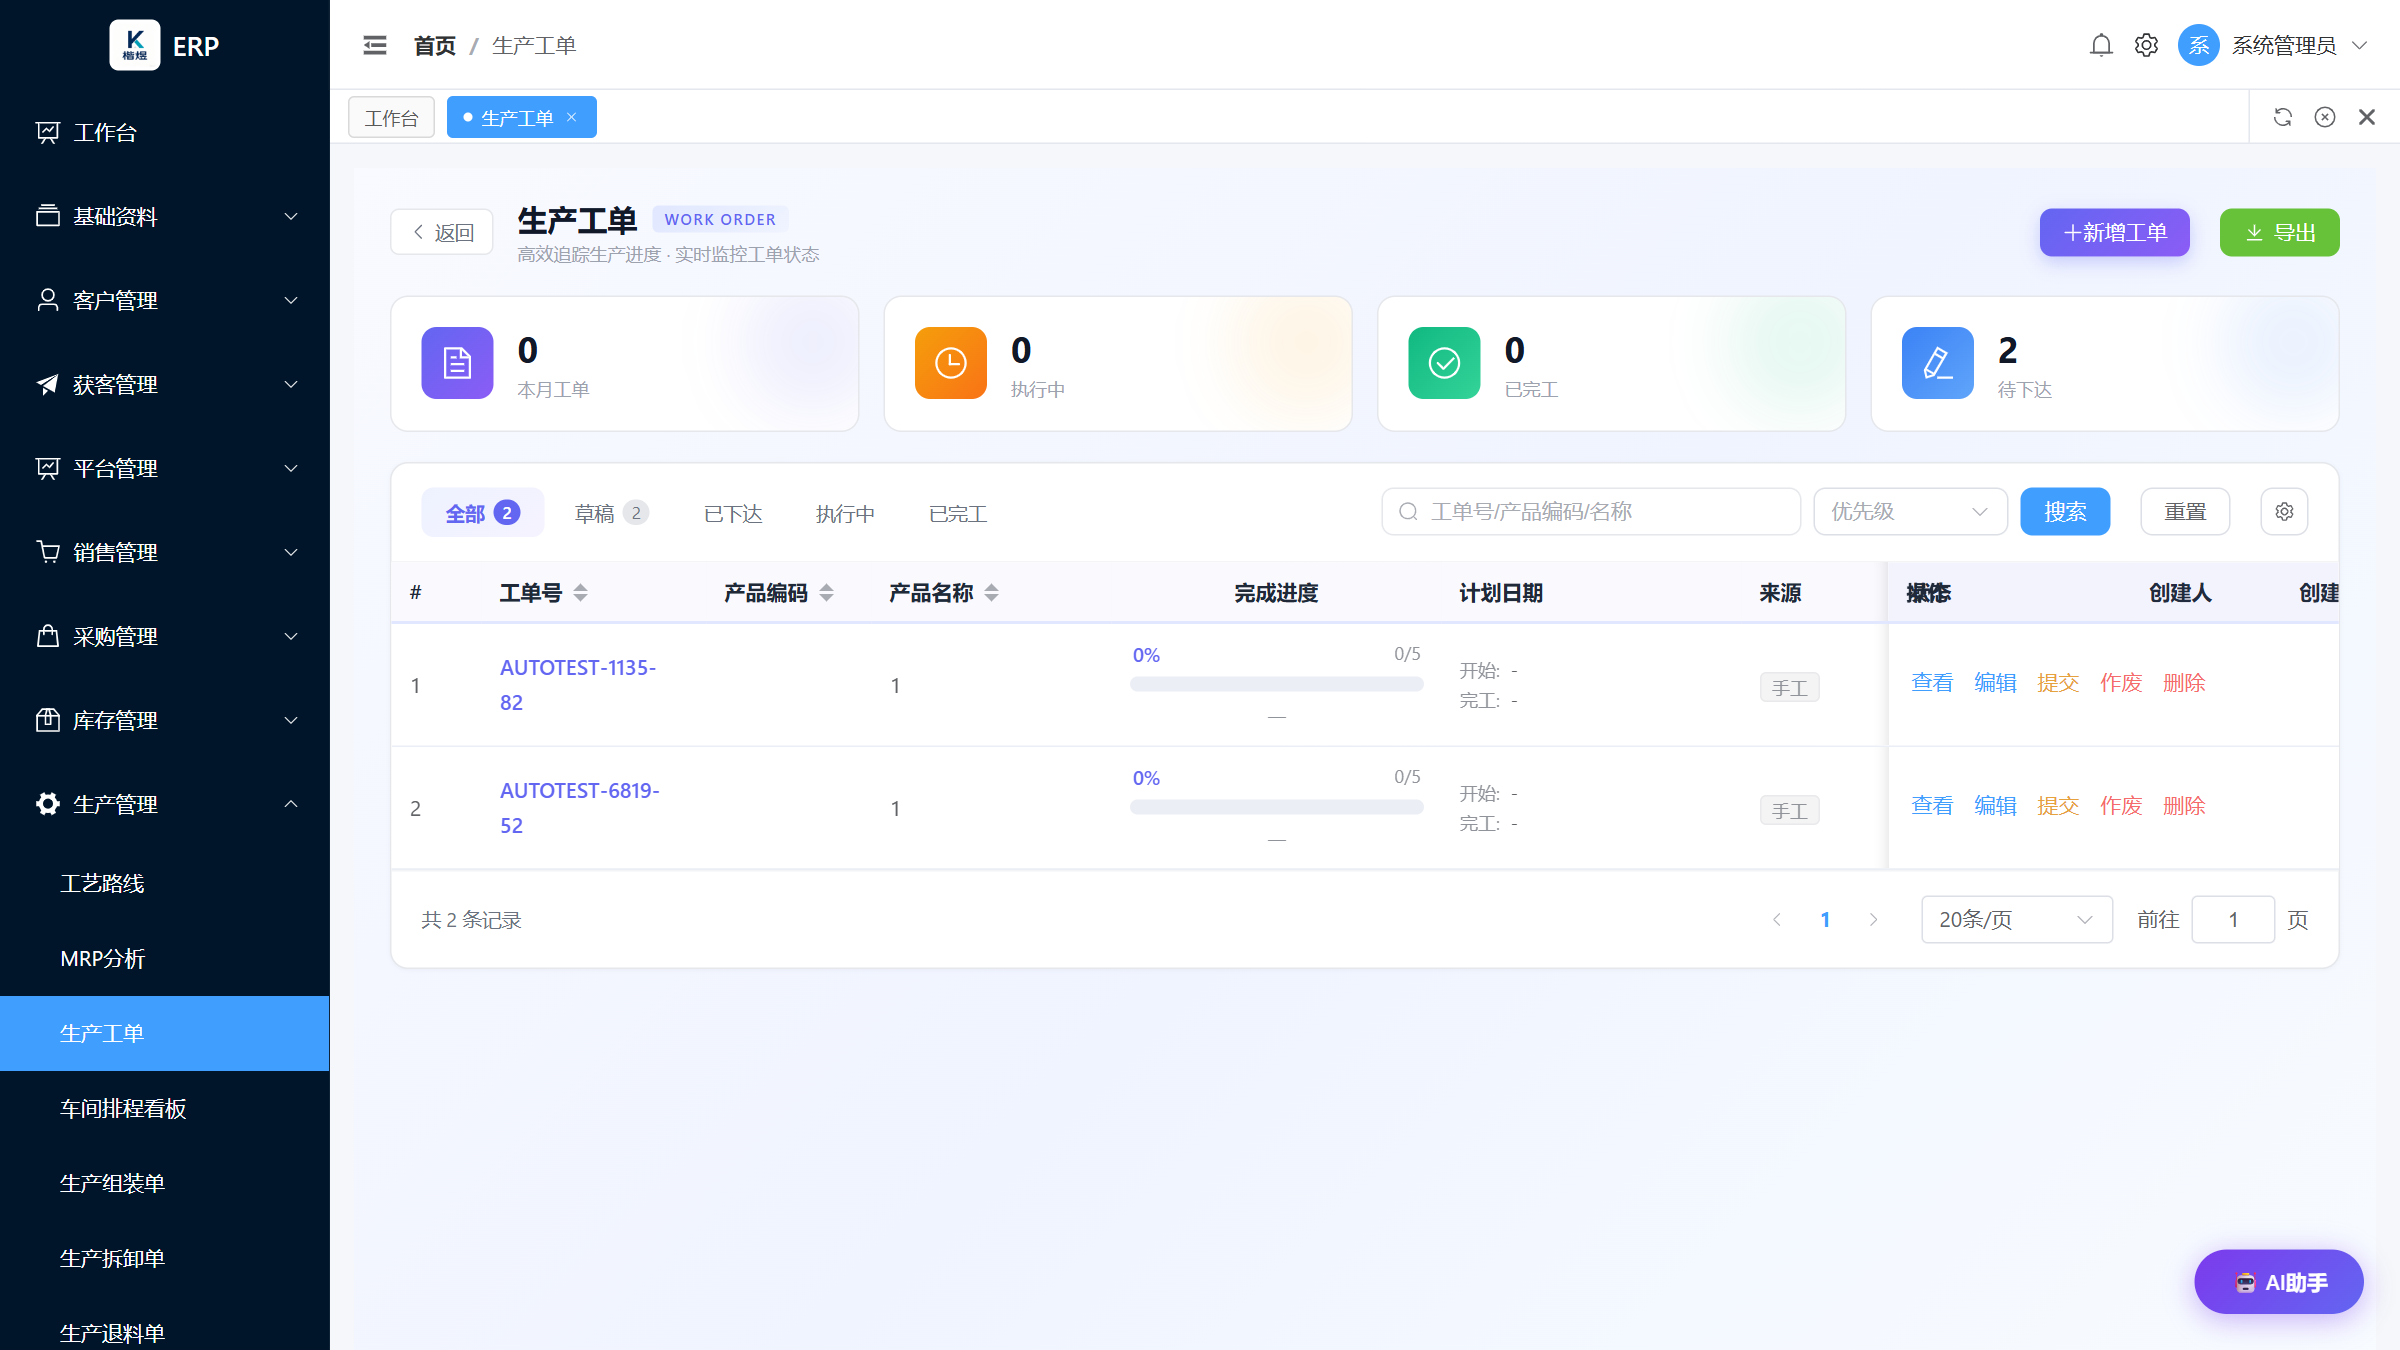 K
楷煜
ERP
工作台
基础资料
客户管理
获客管理
平台管理
销售管理
采购管理
库存管理
生产管理
工艺路线
MRP分析
生产工单
车间排程看板
生产组装单
生产拆卸单
生产退料单
首页 / 生产工单
系 系统管理员
工作台
生产工单
返回
生产工单 WORK ORDER
高效追踪生产进度 · 实时监控工单状态
+新增工单
导出
0
本月工单
0
执行中
0
已完工
2
待下达
全部 2 草稿 2 已下达 执行中 已完工
工单号/产品编码/名称
优先级
搜索
重置
# 工单号 产品编码 产品名称 完成进度 计划日期 来源 操作 创建人 创建
1
AUTOTEST-1135-
82
1
0% 0/5
—
开始: -
完工: -
手工
查看 编辑 提交 作废 删除
2
AUTOTEST-6819-
52
1
0% 0/5
—
开始: -
完工: -
手工
查看 编辑 提交 作废 删除
共 2 条记录
1
20条/页
前往 1 页
AI助手